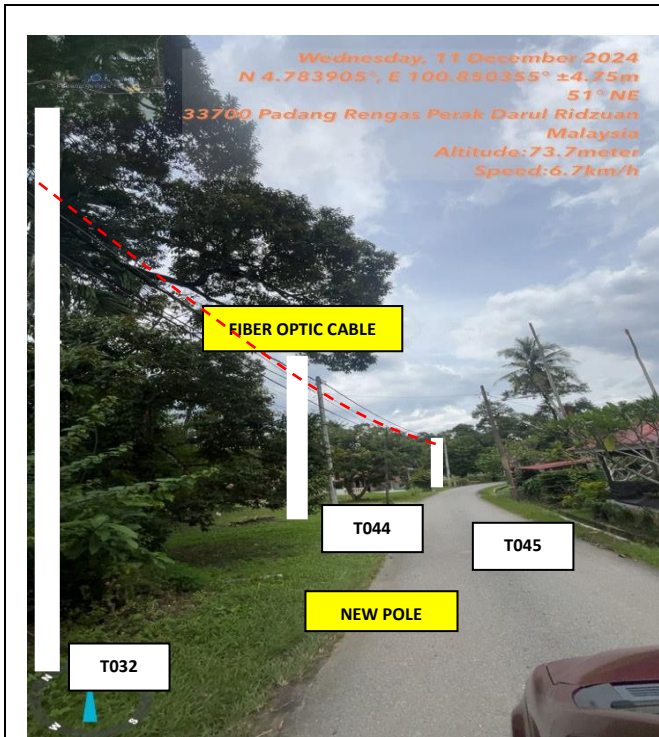 Wednesday, 11 December 2024
N 4.783905°, E 100.850355° ±4.75m
51° NE
33700 Padang Rengas Perak Darul Ridzuan
Malaysia
Altitude:73.7meter
Speed:6.7km/h
FIBER OPTIC CABLE
T044
T045
NEW POLE
T032
N
W
S